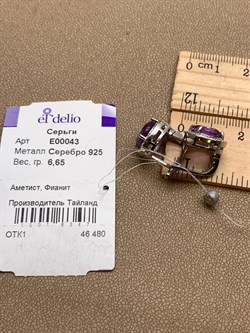 el'delio
Серьги
Арт E00043
Металл Серебро 925
Вес, гр. 6,65
Аметист, Фианит
Производитель Таиланд
ОТК1 46 480
0 cm 1
12